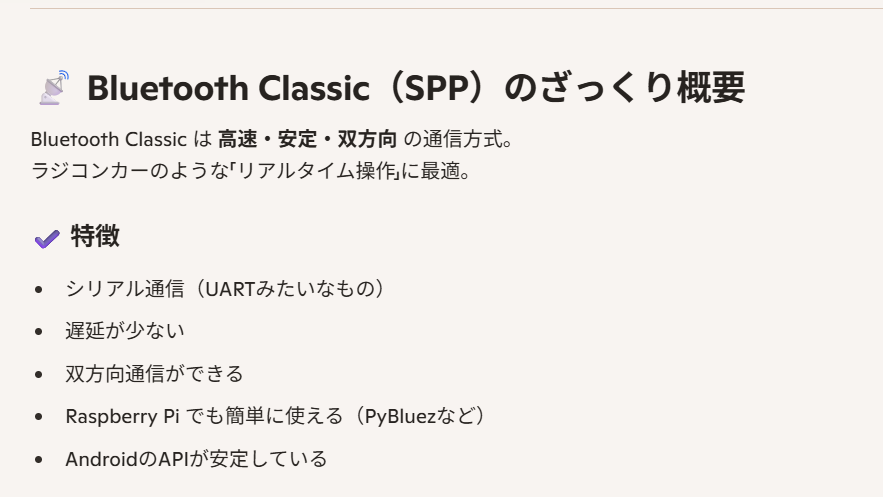 Bluetooth Classic（SPP）のざっくり概要
Bluetooth Classic は 高速・安定・双方向 の通信方式。
ラジコンカーのような「リアルタイム操作」に最適。
特徴
• シリアル通信（UARTみたいなもの）
• 遅延が少ない
• 双方向通信ができる
• Raspberry Pi でも簡単に使える（PyBluezなど）
• AndroidのAPIが安定している